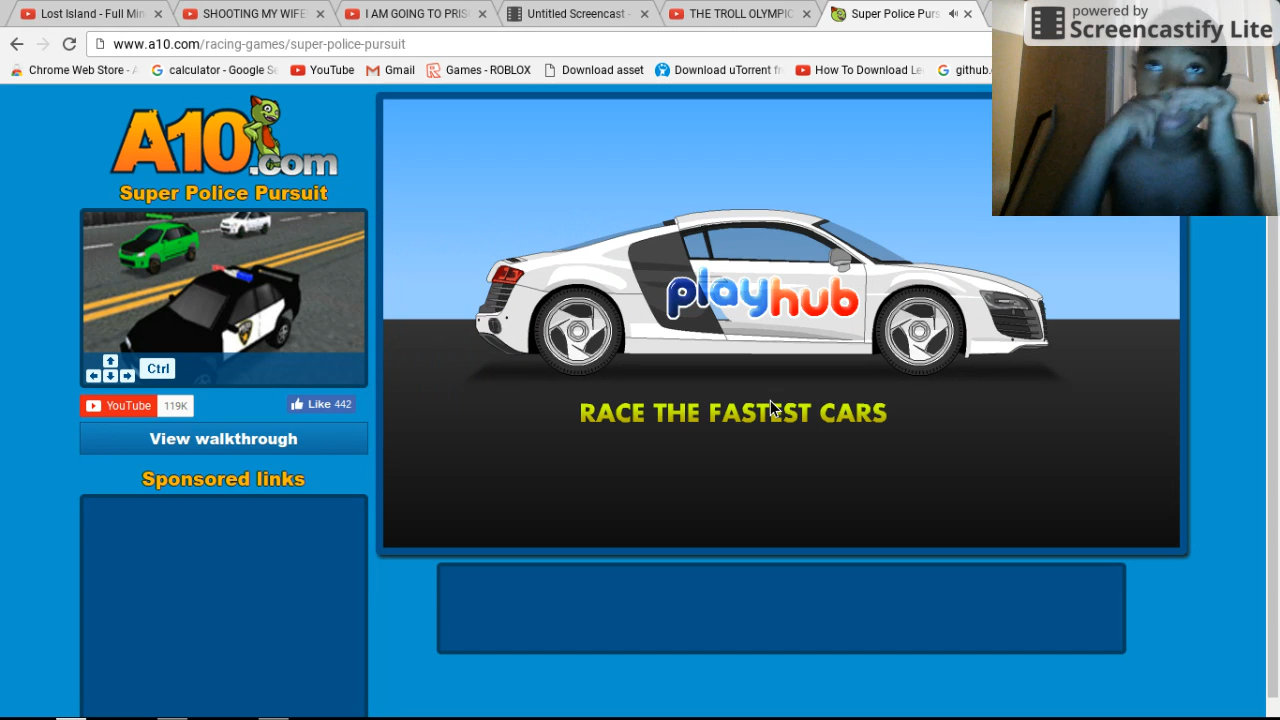 Lost Island - Full Min
SHOOTING MY WIFE
I AM GOING TO PRIS
Untitled Screencast -
THE TROLL OLYMPIC
Super Police Purs
www.a10.com/racing-games/super-police-pursuit
Chrome Web Store - A
calculator - Google Se
YouTube
Gmail
Games - ROBLOX
Download asset
Download uTorrent fr
How To Download Le
github.
powered by
Screencastify Lite
A10.com
Super Police Pursuit
Ctrl
YouTube 119K
Like 442
View walkthrough
Sponsored links
playhub
RACE THE FASTEST CARS